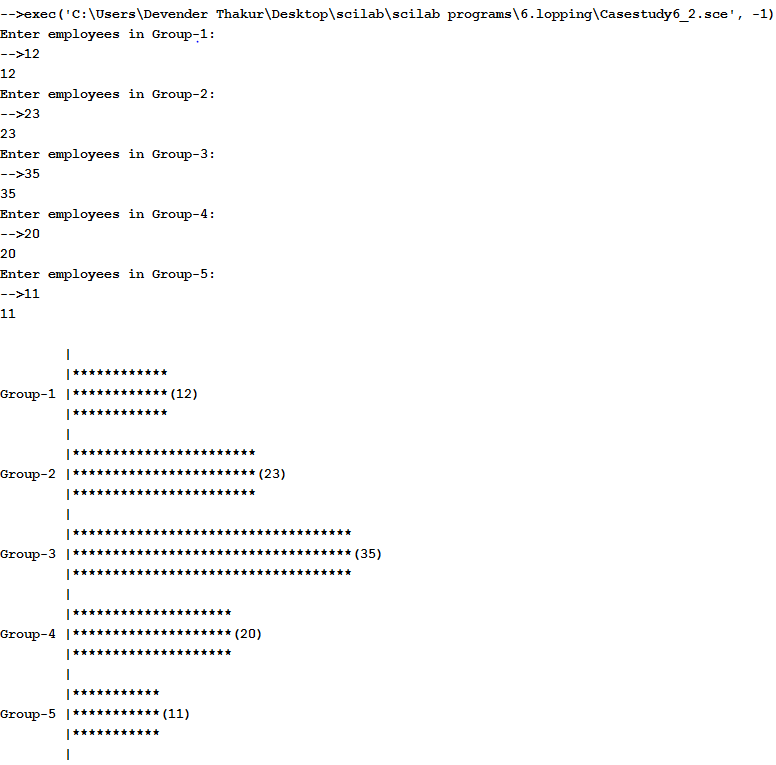 -->exec('C:\Users\Devender Thakur\Desktop\scilab\scilab programs\6.lopping\Casestudy6_2.sce', -1)
Enter employees in Group-1:
-->12
12
Enter employees in Group-2:
-->23
23
Enter employees in Group-3:
-->35
35
Enter employees in Group-4:
-->20
20
Enter employees in Group-5:
-->11
11
|
|************
Group-1 |************(12)
|************
|
|***********************
Group-2 |***********************(23)
|***********************
|
|***********************************
Group-3 |***********************************(35)
|***********************************
|
|********************
Group-4 |********************(20)
|********************
|
|***********
Group-5 |***********(11)
|***********
|